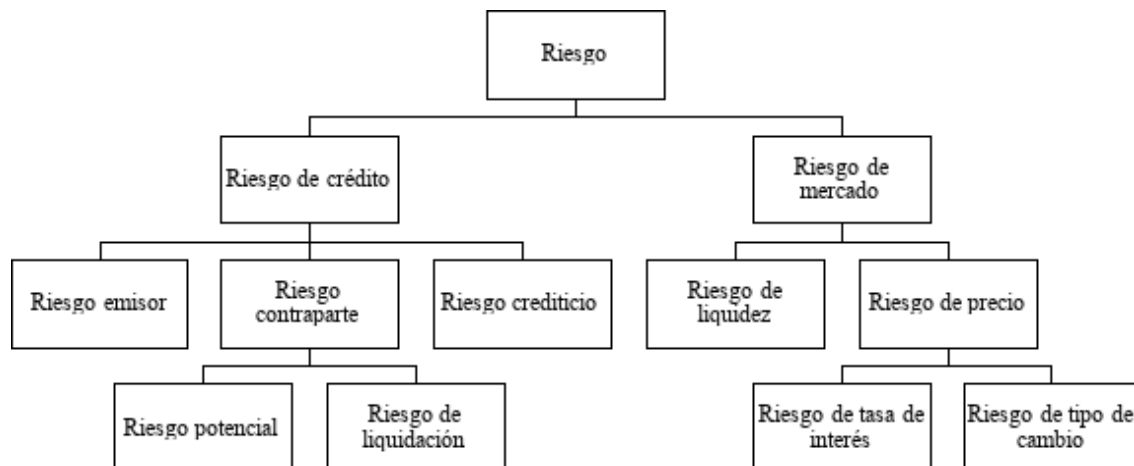 Riesgo
Riesgo de crédito
Riesgo de
mercado
Riesgo emisor
Riesgo
contraparte
Riesgo crediticio
Riesgo de
liquidez
Riesgo de precio
Riesgo potencial
Riesgo de
liquidación
Riesgo de tasa de
interés
Riesgo de tipo de
cambio